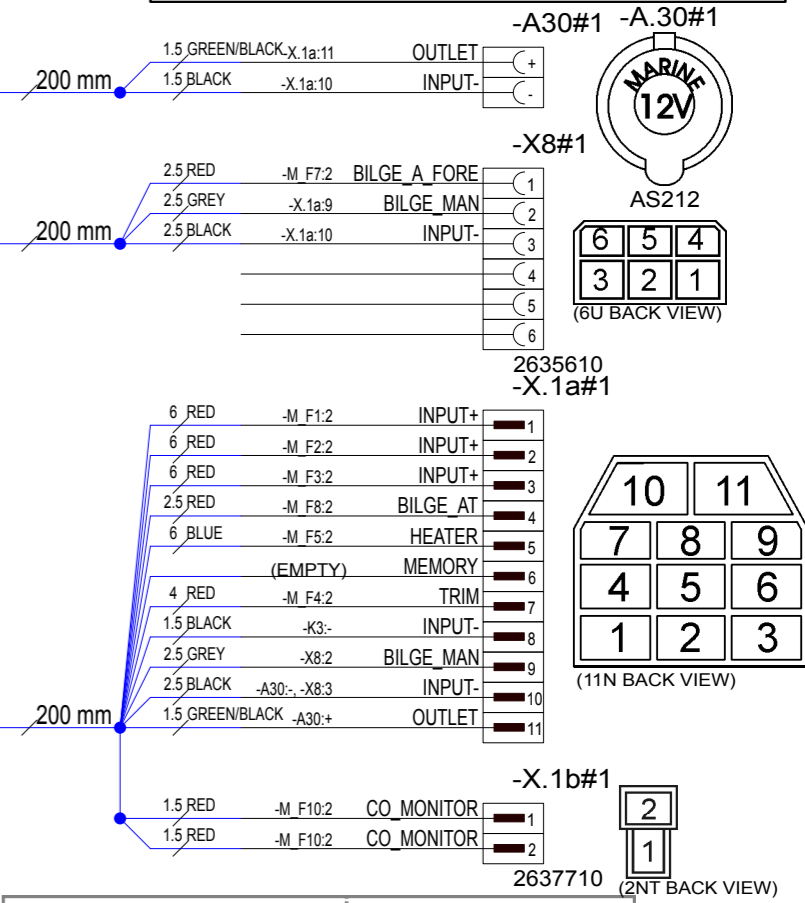 -A30#1 -A.30#1
1.5 GREEN/BLACK -X.1a:11 OUTLET +
200 mm 1.5 BLACK -X.1a:10 INPUT- -
MARINE
12V
AS212
-X8#1
2.5 RED -M_F7:2 BILGE_A_FORE 1
2.5 GREY -X.1a:9 BILGE_MAN 2
200 mm 2.5 BLACK -X.1a:10 INPUT- 3
4
5
6
6 5 4
3 2 1
(6U BACK VIEW)
2635610
-X.1a#1
6 RED -M_F1:2 INPUT+ 1
6 RED -M_F2:2 INPUT+ 2
6 RED -M_F3:2 INPUT+ 3
2.5 RED -M_F8:2 BILGE_AT 4
6 BLUE -M_F5:2 HEATER 5
(EMPTY) MEMORY 6
4 RED -M_F4:2 TRIM 7
1.5 BLACK -K3:- INPUT- 8
2.5 GREY -X8:2 BILGE_MAN 9
2.5 BLACK -A30:-, -X8:3 INPUT- 10
200 mm 1.5 GREEN/BLACK -A30:+ OUTLET 11
10 11
7 8 9
4 5 6
1 2 3
(11N BACK VIEW)
-X.1b#1
1.5 RED -M_F10:2 CO_MONITOR 1
1.5 RED -M_F10:2 CO_MONITOR 2
2637710
2
1
(2NT BACK VIEW)